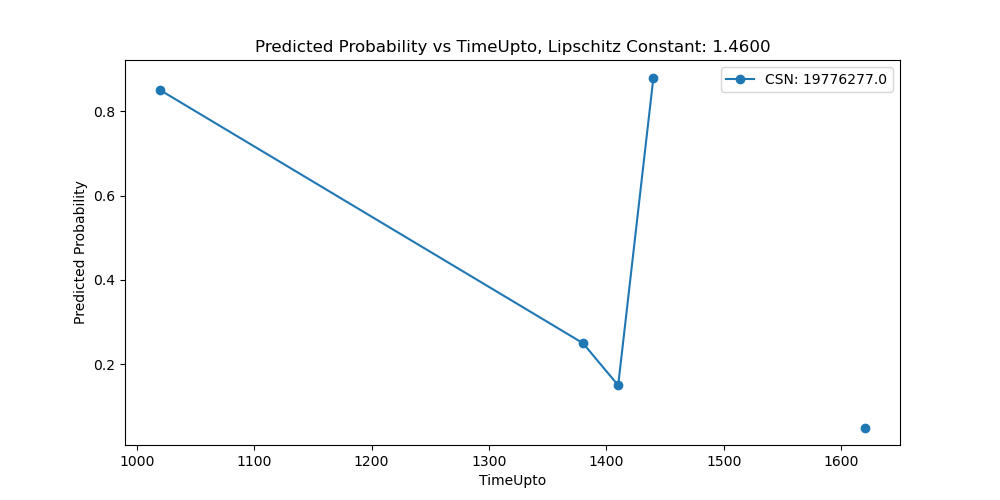 Predicted Probability vs TimeUpto, Lipschitz Constant: 1.4600
CSN: 19776277.0
Predicted Probability
0.8
0.6
0.4
0.2
1000 1100 1200 1300 1400 1500 1600
TimeUpto